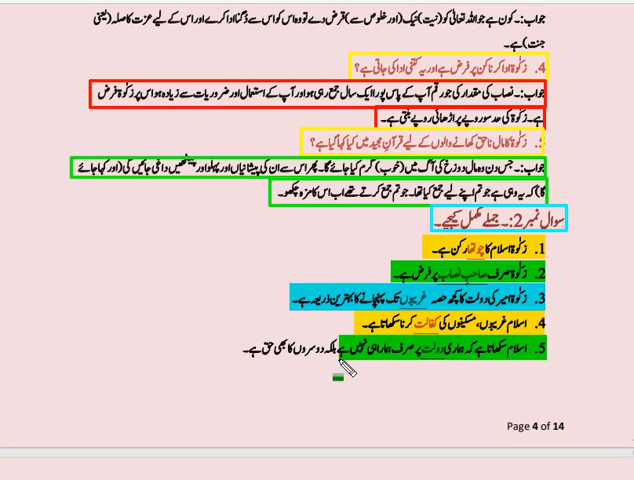 جواب:۔ کون ہے جو اللہ تعالیٰ کو (نیت) نیک (اور خلوص سے) قرض دے تو وہ اس کو اس سے دُگنا ادا کرے اور اس کے لیے عزت کا صلہ (یعنی
جنت) ہے۔
4. زکوٰۃ ادا کرنا کن پر فرض ہے اور یہ کتنی ادا کی جاتی ہے؟
جواب:۔ نصاب کی مقدار کی جو رقم آپ کے پاس پورا ایک سال جمع رہی ہو اور آپ کے استعمال اور ضروریات سے زیادہ ہو اس پر زکوٰۃ فرض
ہے۔ زکوٰۃ کی حد سو روپے پر اڑھائی روپے بنتی ہے۔
5. زکوٰۃ کا مال ناحق کھانے والوں کے لیے قرآنِ مجید میں کیا کہا گیا ہے؟
جواب:۔ جس دن وہ مال دوزخ کی آگ میں (خوب) گرم کیا جائے گا۔ پھر اس سے ان کی پیشانیاں اور پہلو اور پیٹھیں داغی جائیں گی (اور کہا جائے
گا) کہ یہ وہی ہے جو تم اپنے لیے جمع کیا تھا۔ جو تم جمع کرتے تھے اب اس کا مزہ چکھو۔
سوال نمبر 2:۔ جملے مکمل کیجیے۔
1. زکوٰۃ اسلام کا چوتھا رکن ہے۔
2. زکوٰۃ صرف صاحبِ نصاب پر فرض ہے۔
3. زکوٰۃ امیر کی دولت کا کچھ حصہ غریبوں تک پہنچانے کا بہترین ذریعہ ہے۔
4. اسلام غریبوں، مسکینوں کی کفالت کرنا سکھاتا ہے۔
5. اسلام سکھاتا ہے کہ ہماری دولت پر صرف ہمارا ہی نہیں ہے بلکہ دوسروں کا بھی حق ہے۔
Page 4 of 14